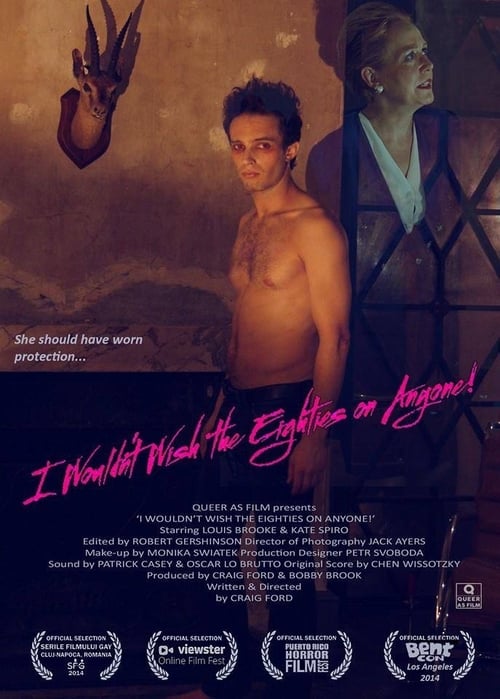 She should have worn
protection...
I Wouldn't Wish the Eighties on Anyone!
QUEER AS FILM presents
'I WOULDN'T WISH THE EIGHTIES ON ANYONE!'
Starring LOUIS BROOKE & KATE SPIRO
Edited by ROBERT GERSHINSON Director of Photography JACK AYERS
Make-up by MONIKA SWIATEK Production Designer PETR SVOBODA
Sound by PATRICK CASEY & OSCAR LO BRUTTO Original Score by CHEN WISSOTZKY
Produced by CRAIG FORD & BOBBY BROOK
Written & Directed
by CRAIG FORD
Q
QUEER
AS FILM
OFFICIAL SELECTION
SERILE FILMULUI GAY
CLUJ-NAPOCA, ROMANIA
SFG
2014
OFFICIAL SELECTION
viewster
Online Film Fest
OFFICIAL SELECTION
PUERTO RICO
HORROR
FILM FEST
OFFICIAL SELECTION
BENT
CON
Los Angeles
2014